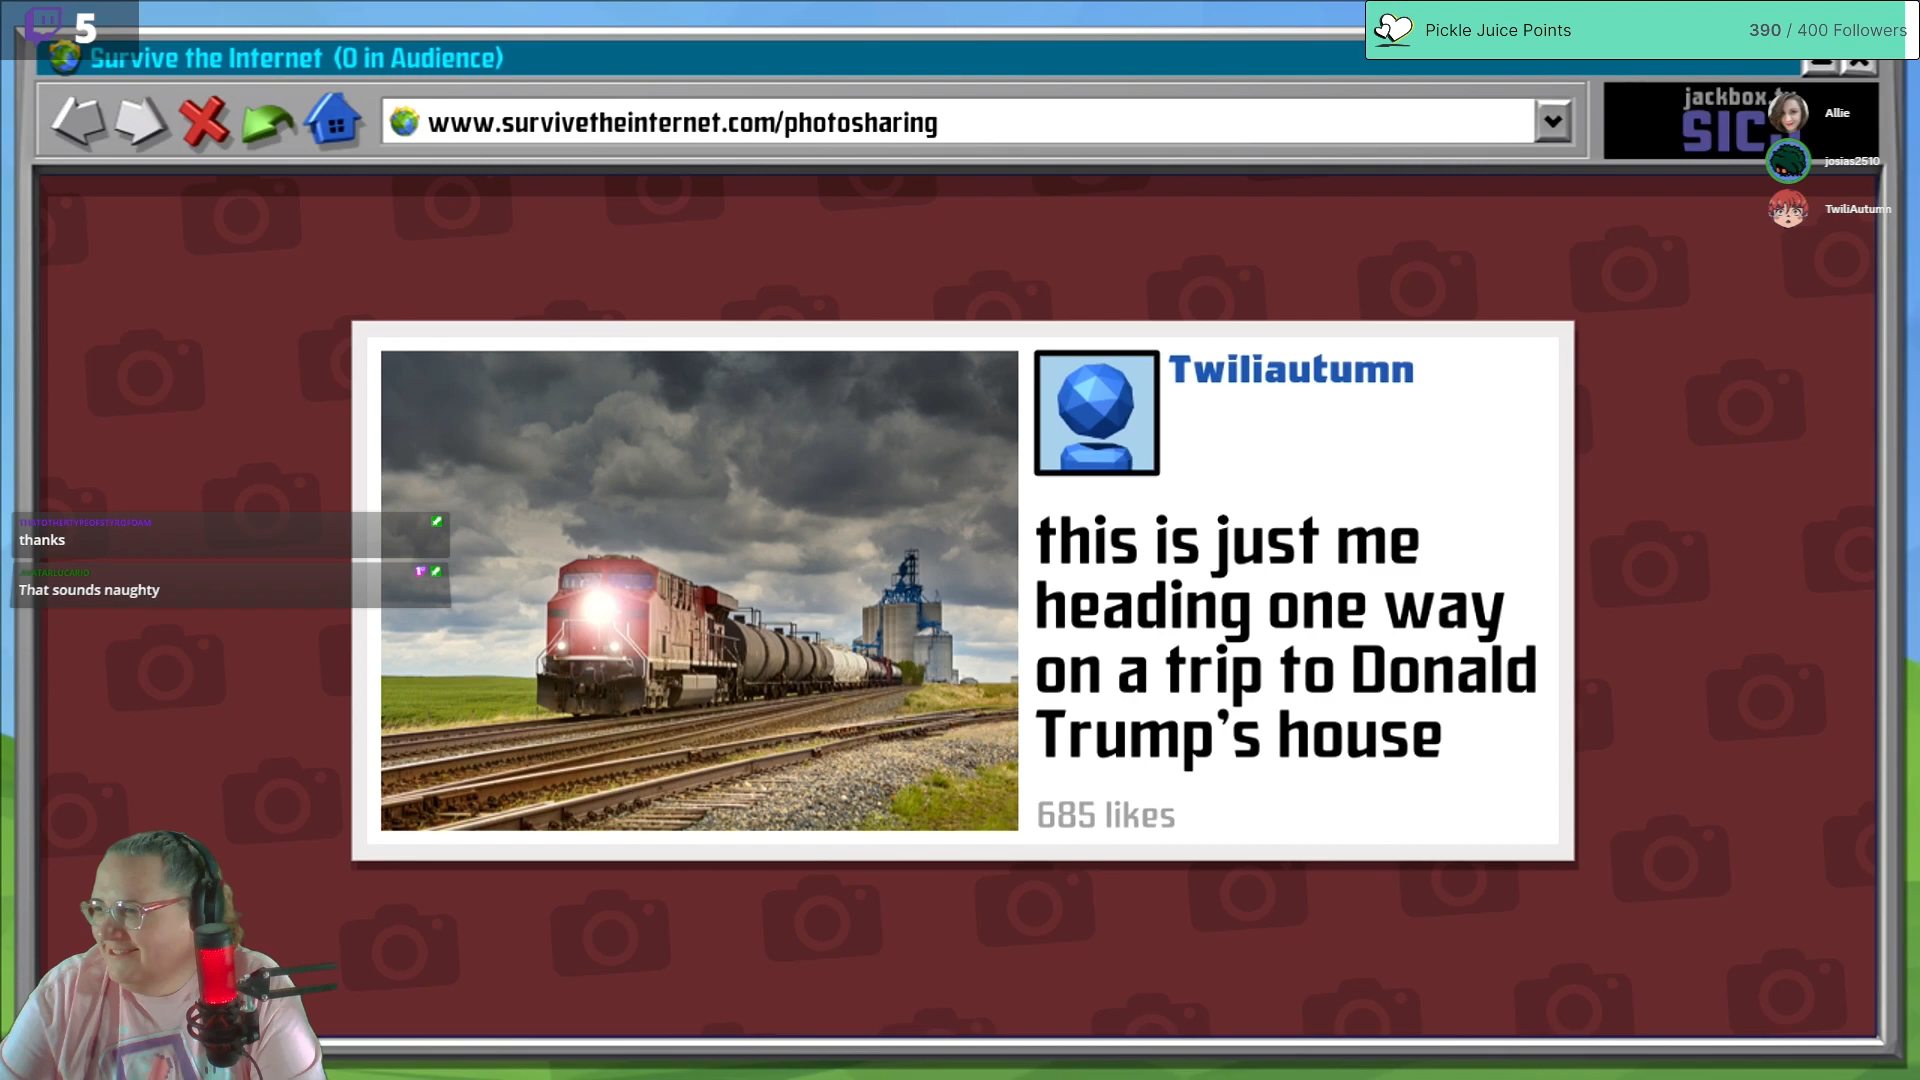 5
Pickle Juice Points
390 / 400 Followers
Survive the Internet (0 in Audience)
www.survivetheinternet.com/photosharing
jackbox.tv
Allie
josias2510
TwiliAutumn
Twiliautumn
this is just me
heading one way
on a trip to Donald
Trump's house
685 likes
thanks
That sounds naughty